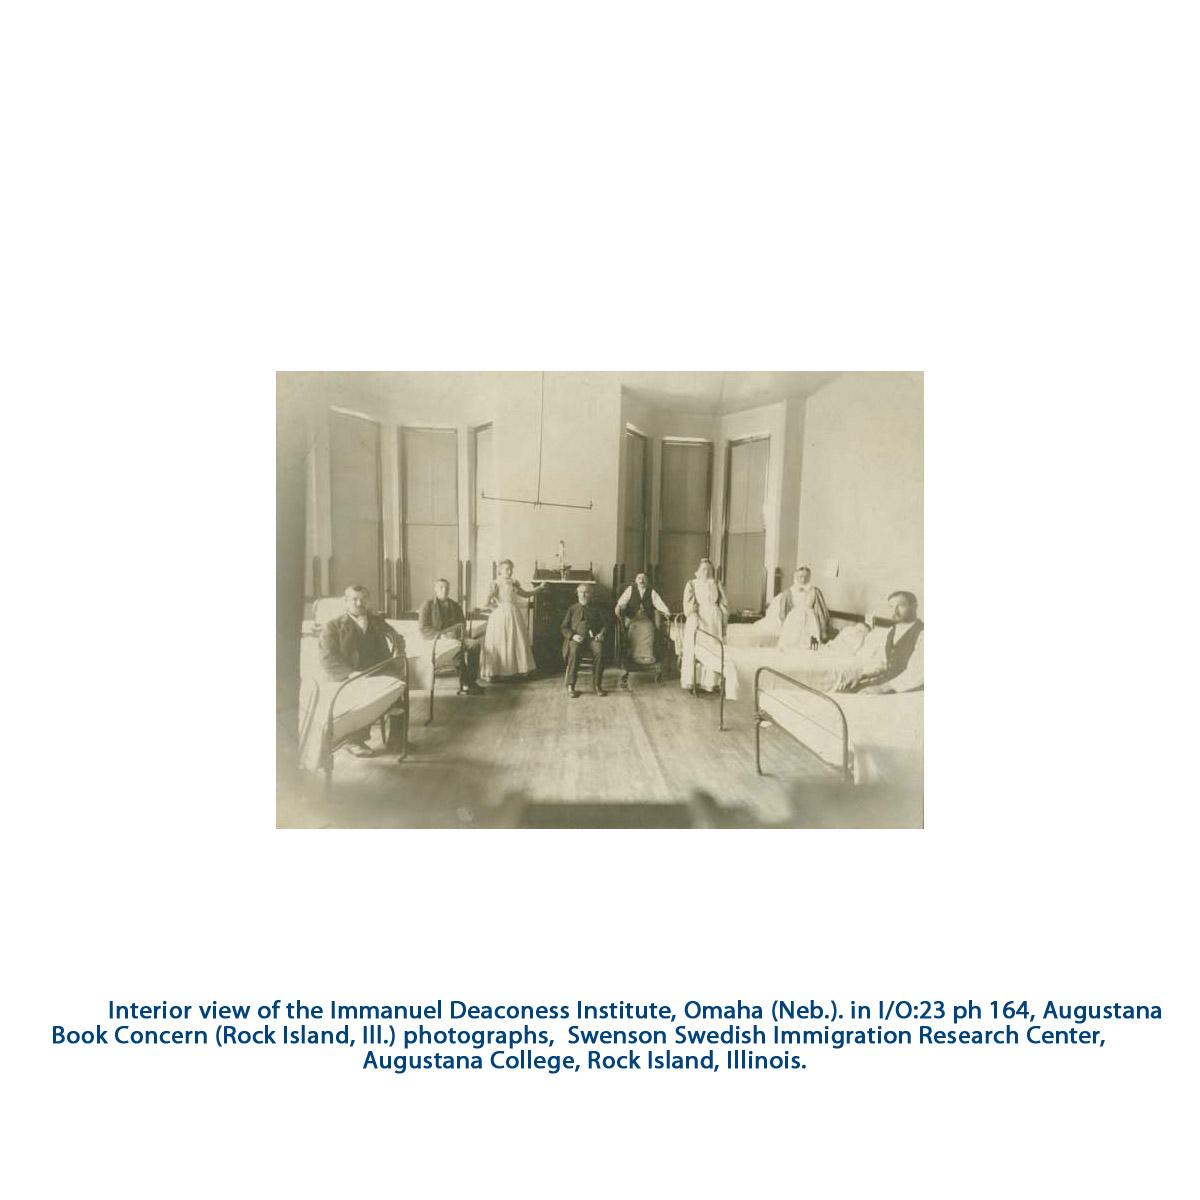 Interior view of the Immanuel Deaconess Institute, Omaha (Neb.). in I/O:23 ph 164, Augustana
Book Concern (Rock Island, Ill.) photographs,  Swenson Swedish Immigration Research Center,
Augustana College, Rock Island, Illinois.